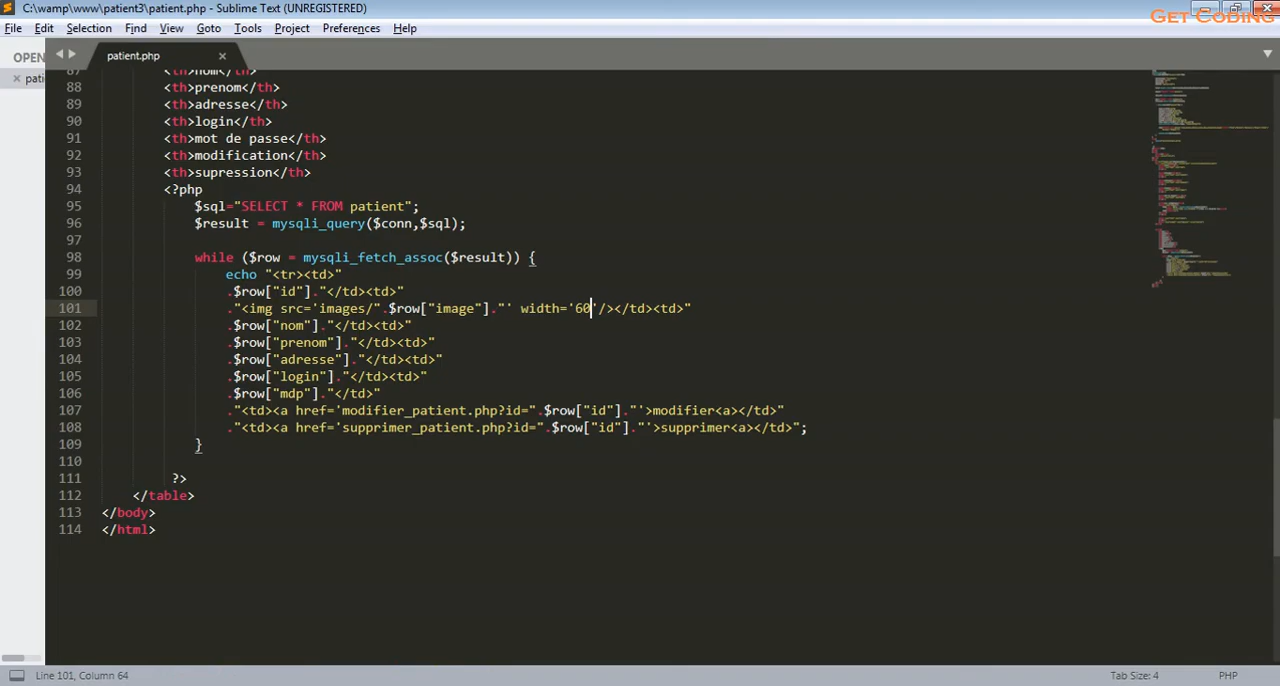 C:\wamp\www\patient3\patient.php - Sublime Text (UNREGISTERED)
GET CODING
File Edit Selection Find View Goto Tools Project Preferences Help
OPEN patient.php ×
× pati
87 <th>nom</th>
88 <th>prenom</th>
89 <th>adresse</th>
90 <th>login</th>
91 <th>mot de passe</th>
92 <th>modification</th>
93 <th>supression</th>
94 <?php
95 $sql="SELECT * FROM patient";
96 $result = mysqli_query($conn,$sql);
97
98 while ($row = mysqli_fetch_assoc($result)) {
99 echo "<tr><td>"
100 .$row["id"]."</td><td>"
101 ."<img src='images/".$row["image"]."' width='60'/></td><td>"
102 .$row["nom"]."</td><td>"
103 .$row["prenom"]."</td><td>"
104 .$row["adresse"]."</td><td>"
105 .$row["login"]."</td><td>"
106 .$row["mdp"]."</td>"
107 ."<td><a href='modifier_patient.php?id=".$row["id"]."'>modifier<a></td>"
108 ."<td><a href='supprimer_patient.php?id=".$row["id"]."'>supprimer<a></td>";
109 }
110
111 ?>
112 </table>
113 </body>
114 </html>
Line 101, Column 64 Tab Size: 4 PHP